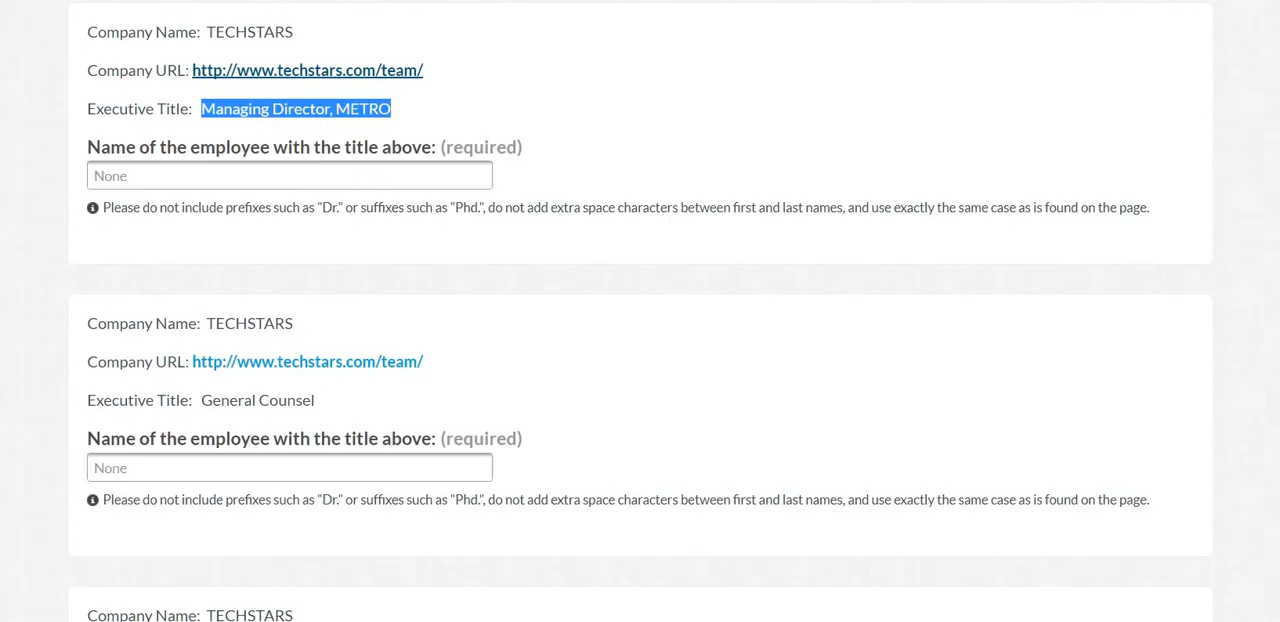 Company Name: TECHSTARS
Company URL: http://www.techstars.com/team/
Executive Title: Managing Director, METRO
Name of the employee with the title above: (required)
None
Please do not include prefixes such as "Dr." or suffixes such as "Phd.", do not add extra space characters between first and last names, and use exactly the same case as is found on the page.
Company Name: TECHSTARS
Company URL: http://www.techstars.com/team/
Executive Title: General Counsel
Name of the employee with the title above: (required)
None
Please do not include prefixes such as "Dr." or suffixes such as "Phd.", do not add extra space characters between first and last names, and use exactly the same case as is found on the page.
Company Name: TECHSTARS